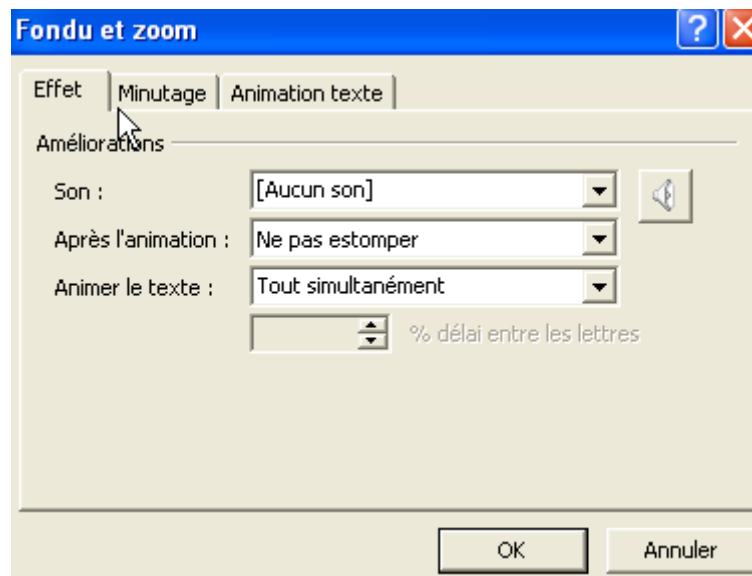 Fondu et zoom
Effet Minutage Animation texte
Améliorations
Son : [Aucun son]
Après l'animation : Ne pas estomper
Animer le texte : Tout simultanément
% délai entre les lettres
OK Annuler